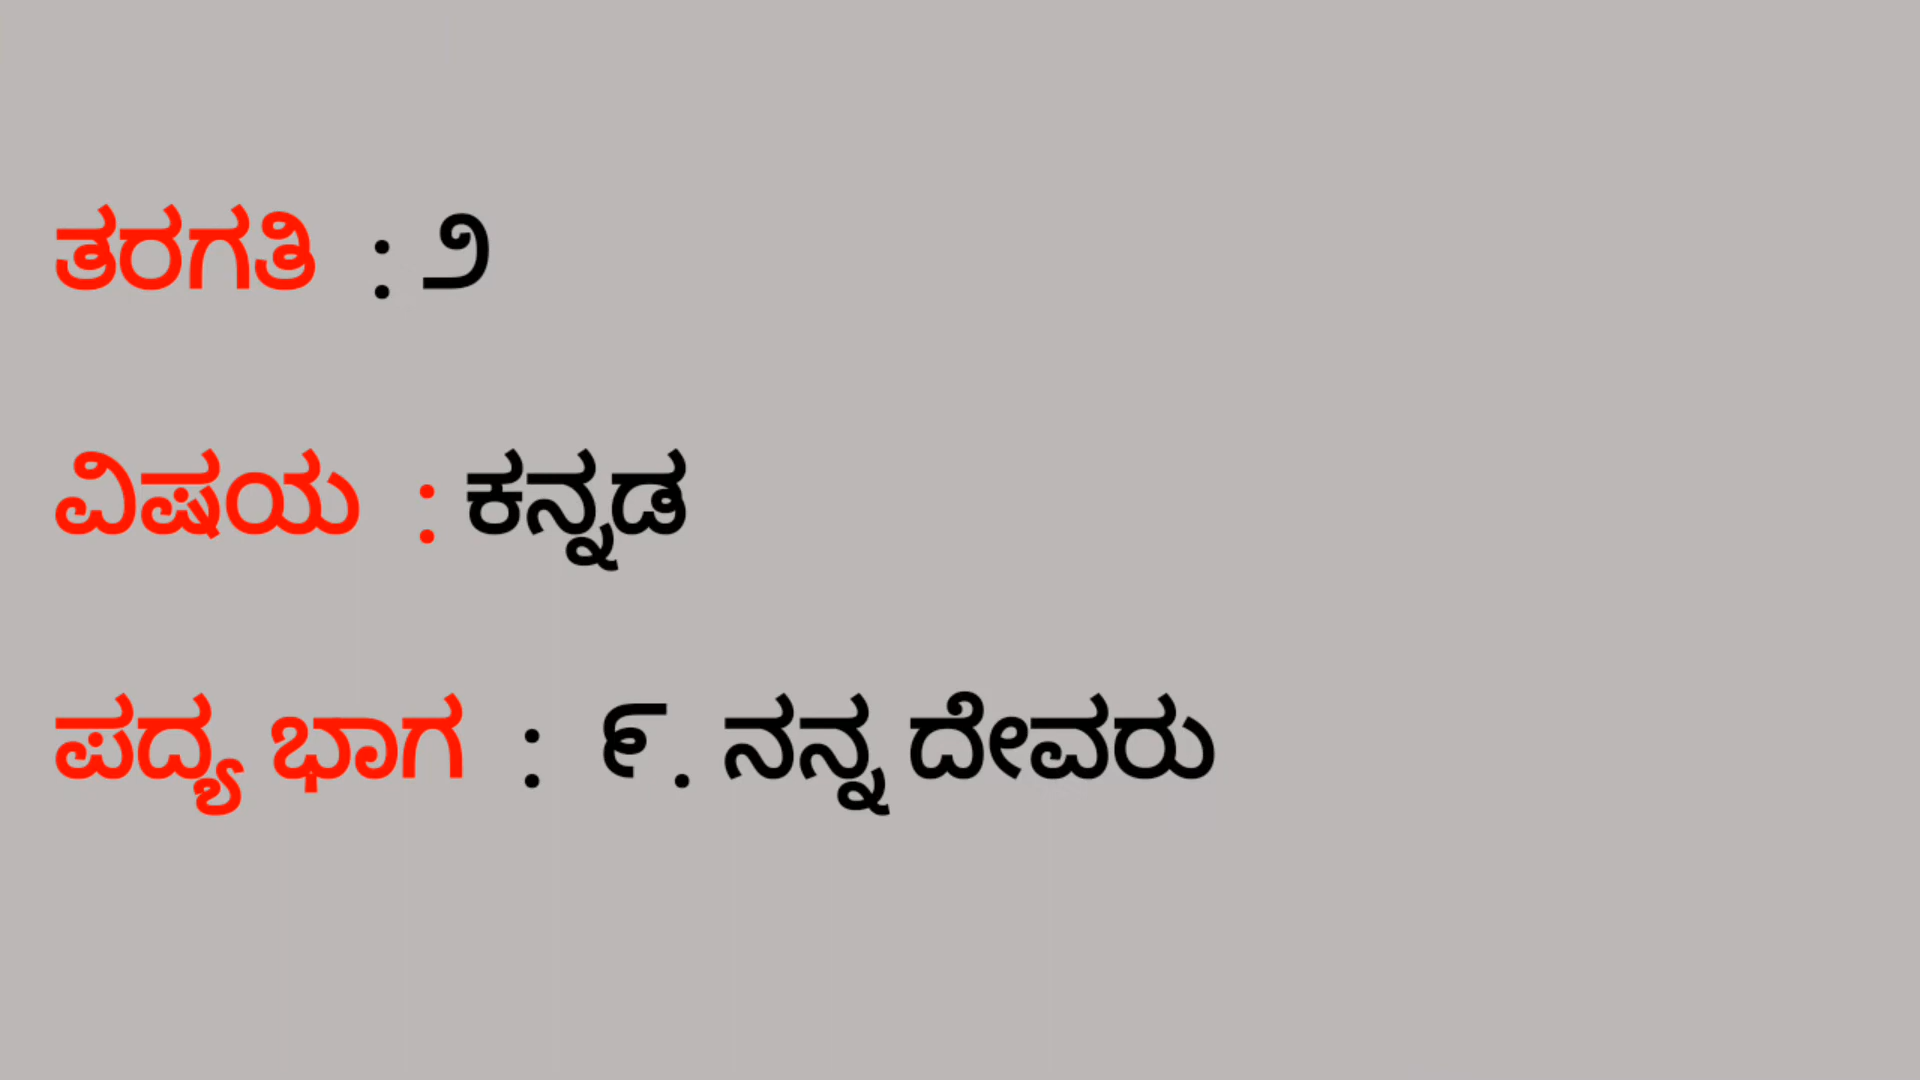 ತರಗತಿ : ೨
ವಿಷಯ : ಕನ್ನಡ
ಪದ್ಯ ಭಾಗ : ೯. ನನ್ನ ದೇವರು